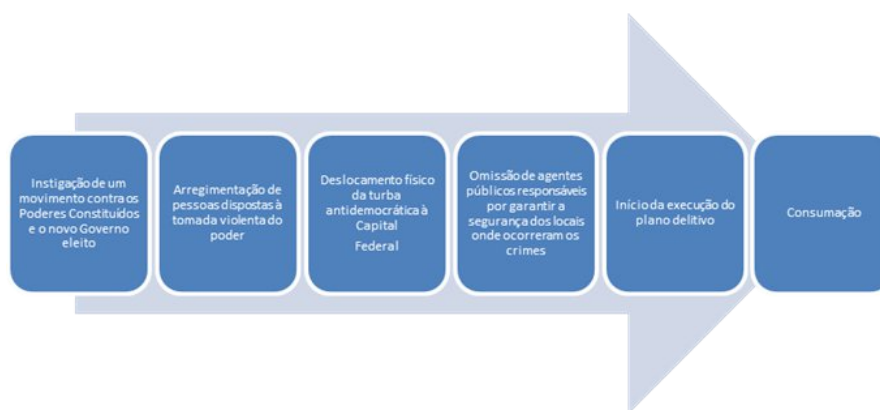 Instigação de um
movimento contra os
Poderes Constituídos
e o novo Governo
eleito
Arregimentação de
pessoas dispostas à
tomada violenta do
poder
Deslocamento físico
da turba
antidemocrática à
Capital
Federal
Omissão de agentes
públicos responsáveis
por garantir a
segurança dos locais
onde ocorreram os
crimes
Início da execução do
plano delitivo
Consumação